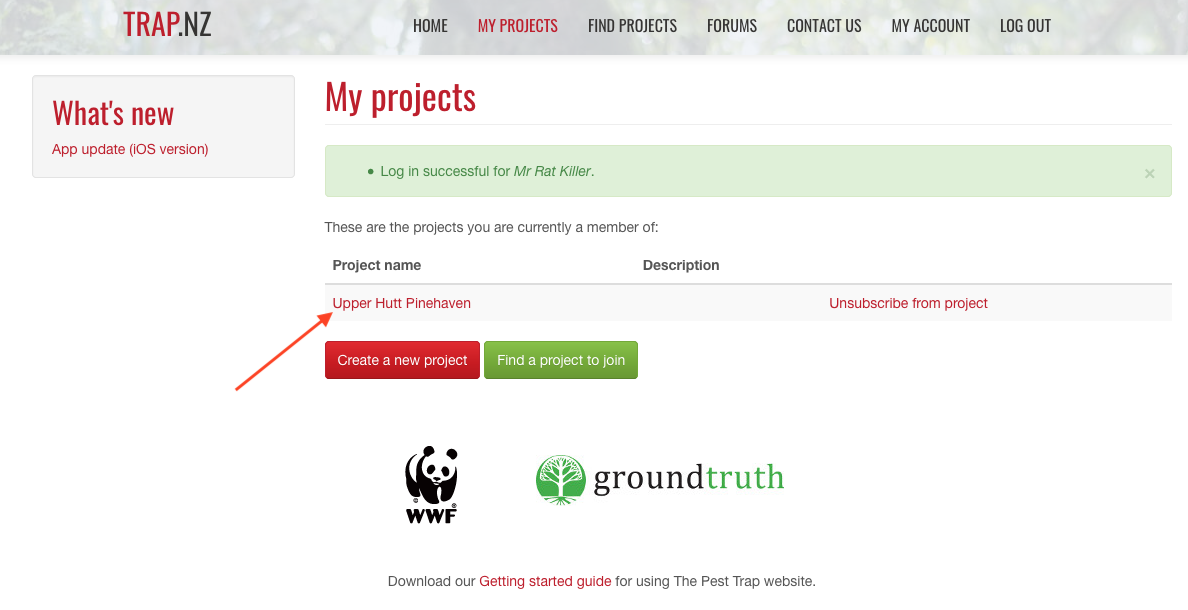 TRAP.NZ
HOME MY PROJECTS FIND PROJECTS FORUMS CONTACT US MY ACCOUNT LOG OUT
What's new
App update (iOS version)
My projects
• Log in successful for Mr Rat Killer.
×
These are the projects you are currently a member of:
Project name Description
Upper Hutt Pinehaven Unsubscribe from project
Create a new project Find a project to join
WWF
groundtruth
Download our Getting started guide for using The Pest Trap website.